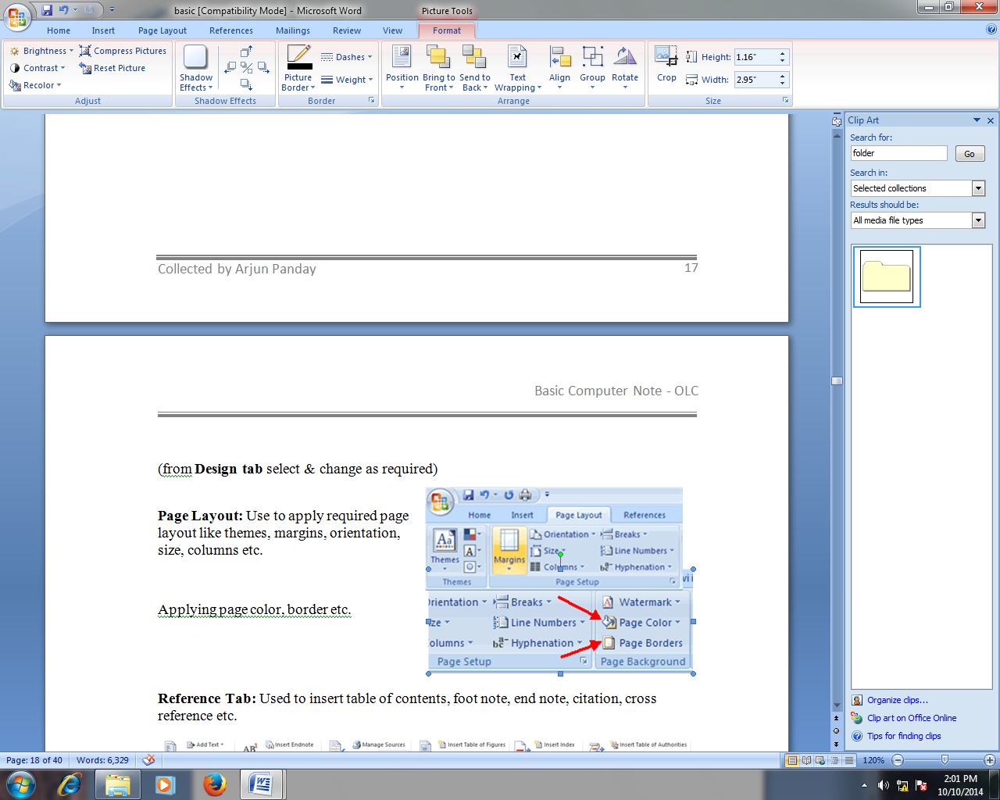 basic [Compatibility Mode] - Microsoft Word
Picture Tools
Home Insert Page Layout References Mailings Review View Format
Brightness
Compress Pictures
Contrast
Reset Picture
Recolor
Adjust
Shadow
Effects
Shadow Effects
Picture
Border
Dashes
Weight
Border
Position
Bring to
Front
Send to
Back
Text
Wrapping
Align
Group
Rotate
Arrange
Crop
Height: 1.16"
Width: 2.95"
Size
Collected by Arjun Panday 17
Basic Computer Note - OLC
(from Design tab select & change as required)
Page Layout: Use to apply required page
layout like themes, margins, orientation,
size, columns etc.
Home Insert Page Layout References
Themes
Margins
Orientation
Size
Columns
Breaks
Line Numbers
Hyphenation
Themes Page Setup
Applying page color, border etc.
Orientation Breaks Watermark
ze Line Numbers Page Color
olumns Hyphenation Page Borders
Page Setup Page Background
Reference Tab: Used to insert table of contents, foot note, end note, citation, cross
reference etc.
Add Text AB1 Insert Endnote Manage Sources Insert Table of Figures Insert Index Insert Table of Authorities
Clip Art
Search for:
folder
Go
Search in:
Selected collections
Results should be:
All media file types
Organize clips...
Clip art on Office Online
Tips for finding clips
Page: 18 of 40 Words: 6,329 120%
2:01 PM
10/10/2014